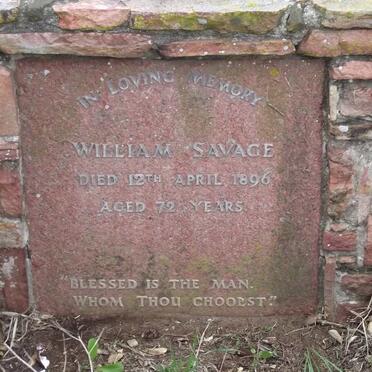 IN LOVING MEMORY
WILLIAM SAVAGE
DIED 12TH APRIL 1896
AGED 72 YEARS
"BLESSED IS THE MAN,
WHOM THOU CHOOSEST."